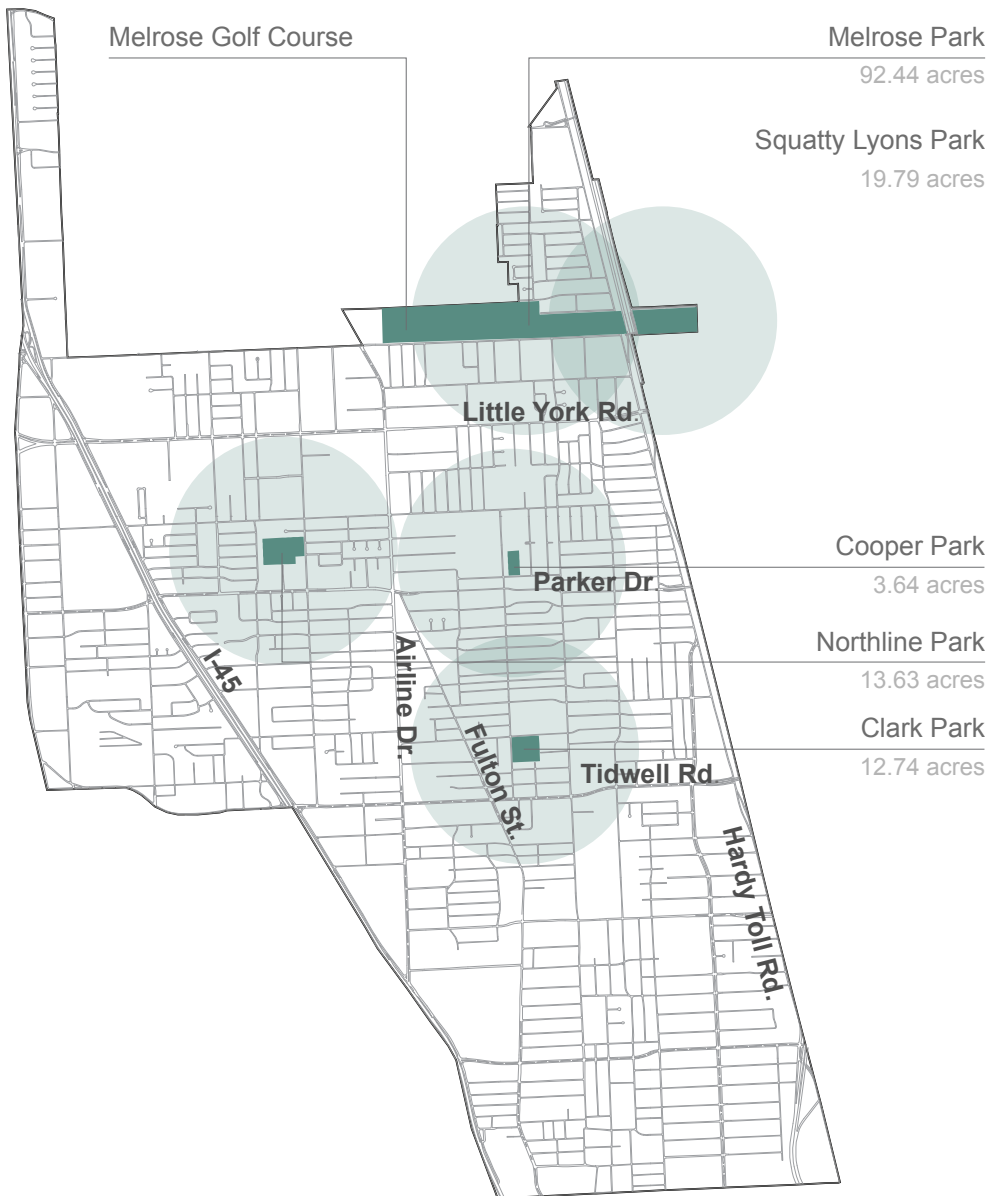 Melrose Golf Course
Melrose Park
92.44 acres
Squatty Lyons Park
19.79 acres
Little York Rd.
Cooper Park
3.64 acres
Parker Dr.
Northline Park
13.63 acres
I-45
Airline Dr.
Fulton St.
Clark Park
12.74 acres
Tidwell Rd
Hardy Toll Rd.